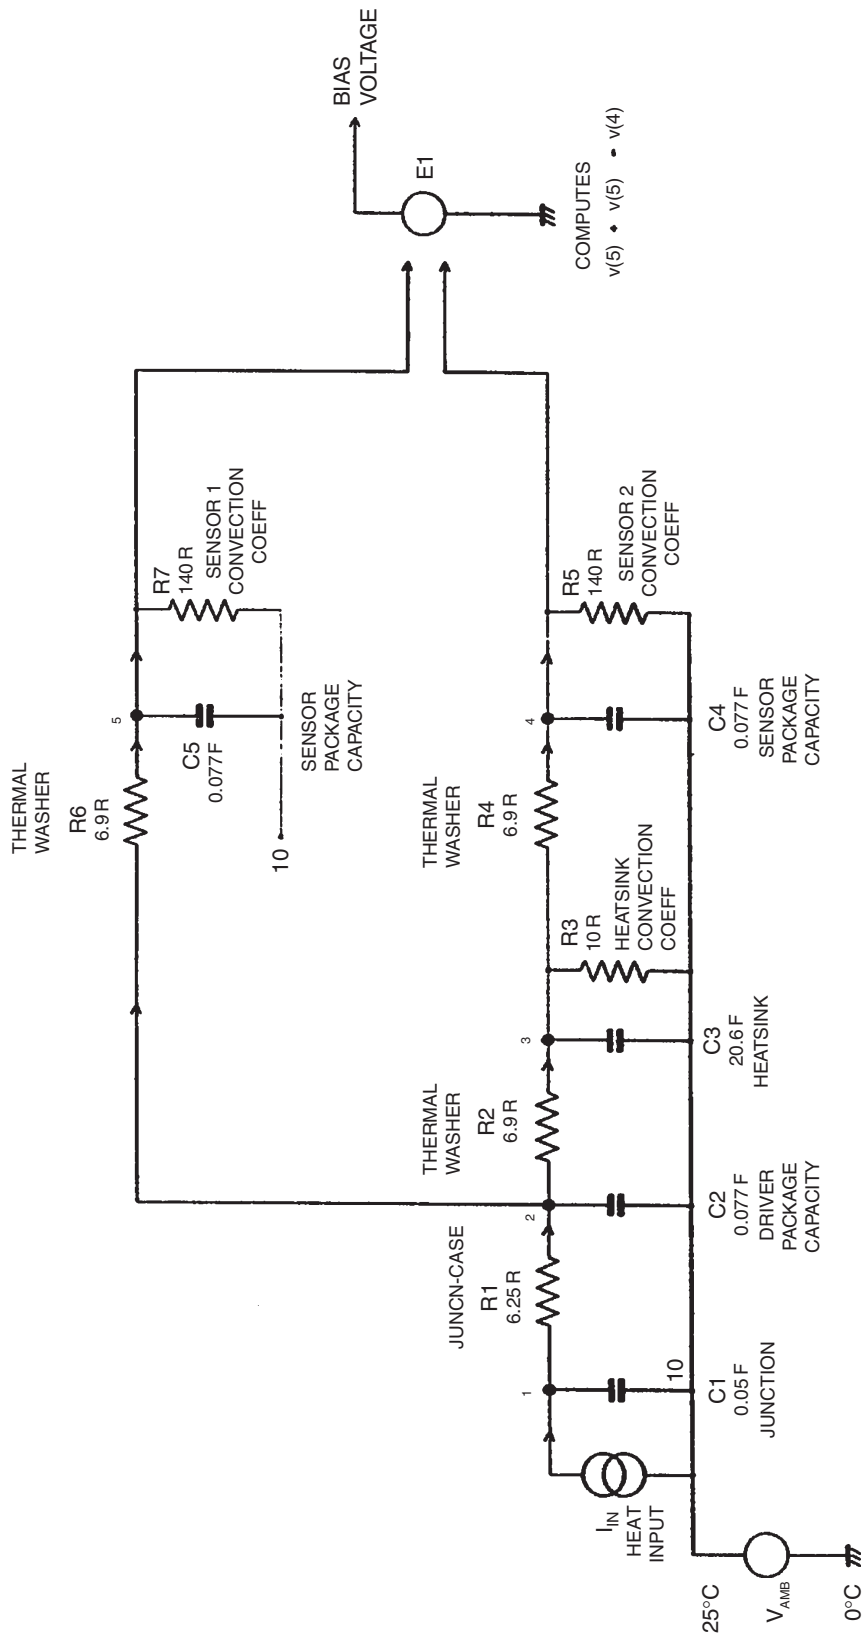 THERMAL
WASHER
R6
6.9 R
5
C5
0.077 F
R7
140 R
SENSOR 1
CONVECTION
COEFF
10
SENSOR
PACKAGE
CAPACITY
BIAS
VOLTAGE
E1
COMPUTES
v(5) + v(5) - v(4)
JUNCN-CASE
R1
6.25 R
THERMAL
WASHER
R2
6.9 R
THERMAL
WASHER
R4
6.9 R
1
2
3
4
I IN
HEAT
INPUT
10
R3
10 R
HEATSINK
CONVECTION
COEFF
R5
140 R
SENSOR 2
CONVECTION
COEFF
C1
0.05 F
JUNCTION
C2
0.077 F
DRIVER
PACKAGE
CAPACITY
C3
20.6 F
HEATSINK
C4
0.077 F
SENSOR
PACKAGE
CAPACITY
25°C
V AMB
0°C